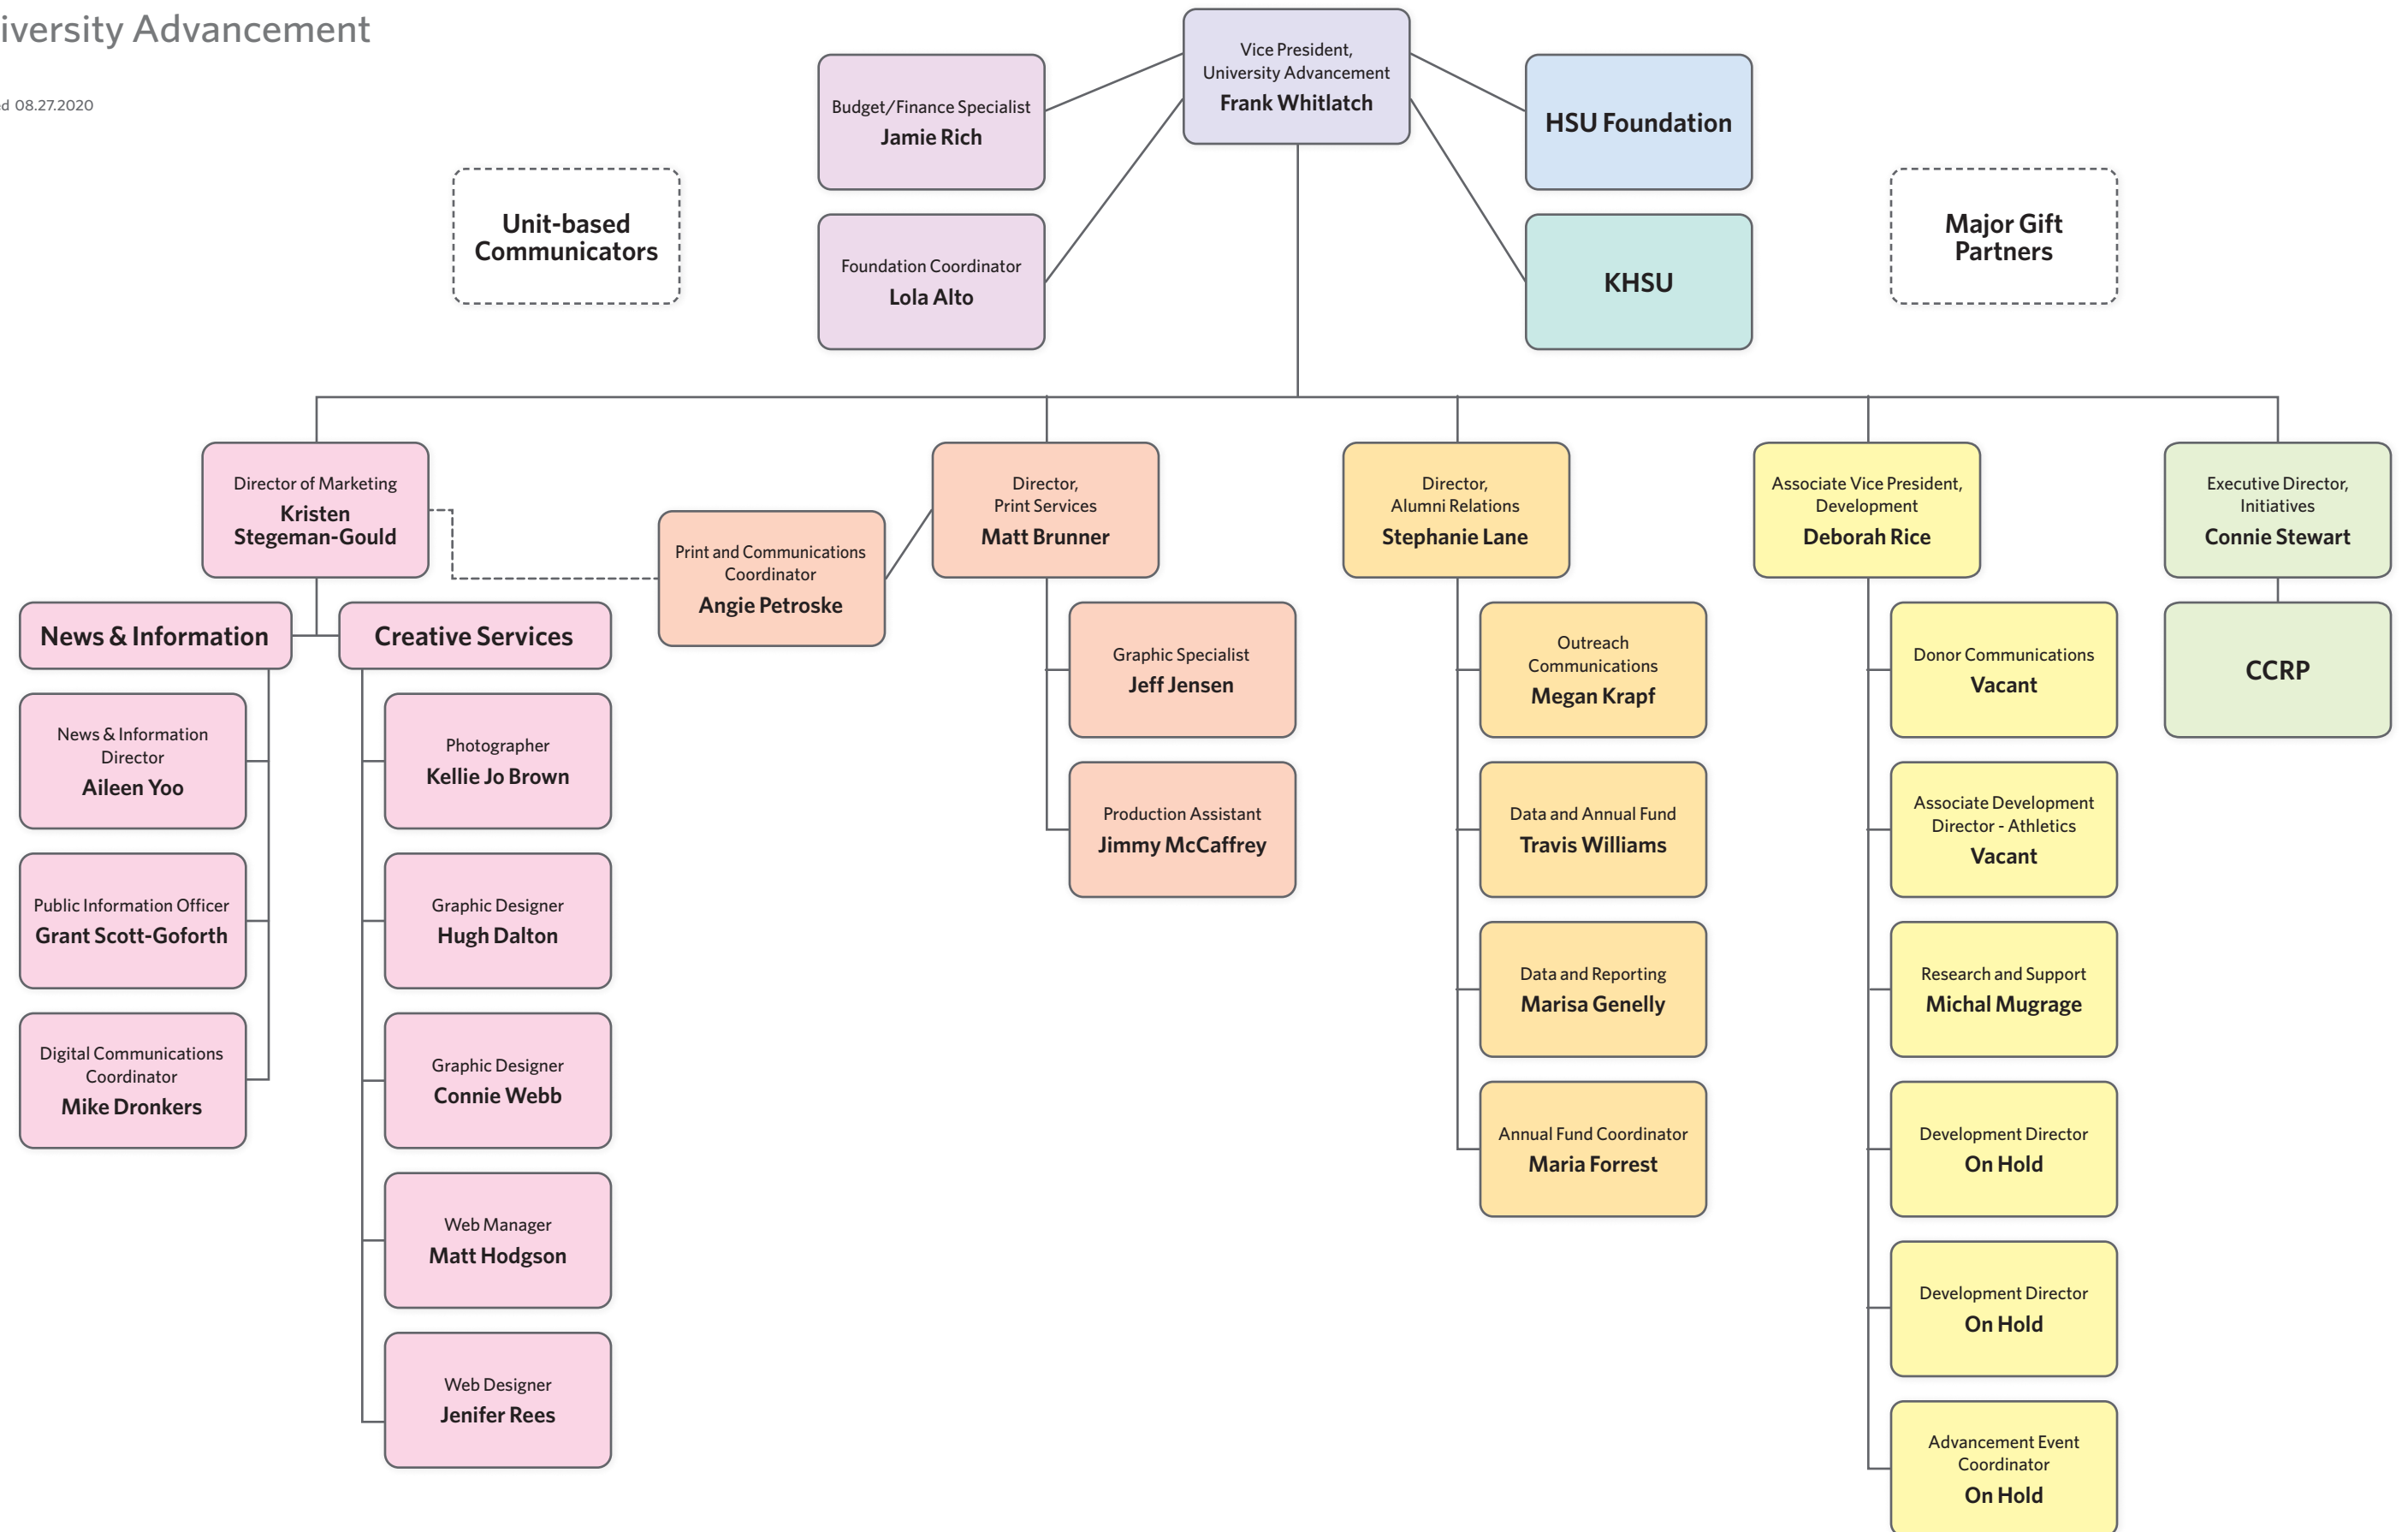 iversity Advancement
ed 08.27.2020
Vice President,
University Advancement
Frank Whitlatch
Budget/Finance Specialist
Jamie Rich
HSU Foundation
Unit-based
Communicators
Foundation Coordinator
Lola Alto
KHSU
Major Gift
Partners
Director of Marketing
Kristen
Stegeman-Gould
Print and Communications
Coordinator
Angie Petroske
Director,
Print Services
Matt Brunner
Director,
Alumni Relations
Stephanie Lane
Associate Vice President,
Development
Deborah Rice
Executive Director,
Initiatives
Connie Stewart
News & Information
Creative Services
News & Information
Director
Aileen Yoo
Public Information Officer
Grant Scott-Goforth
Digital Communications
Coordinator
Mike Dronkers
Photographer
Kellie Jo Brown
Graphic Designer
Hugh Dalton
Graphic Designer
Connie Webb
Web Manager
Matt Hodgson
Web Designer
Jenifer Rees
Graphic Specialist
Jeff Jensen
Production Assistant
Jimmy McCaffrey
Outreach
Communications
Megan Krapf
Data and Annual Fund
Travis Williams
Data and Reporting
Marisa Genelly
Annual Fund Coordinator
Maria Forrest
Donor Communications
Vacant
Associate Development
Director - Athletics
Vacant
Research and Support
Michal Mugrage
Development Director
On Hold
Development Director
On Hold
Advancement Event
Coordinator
On Hold
CCRP